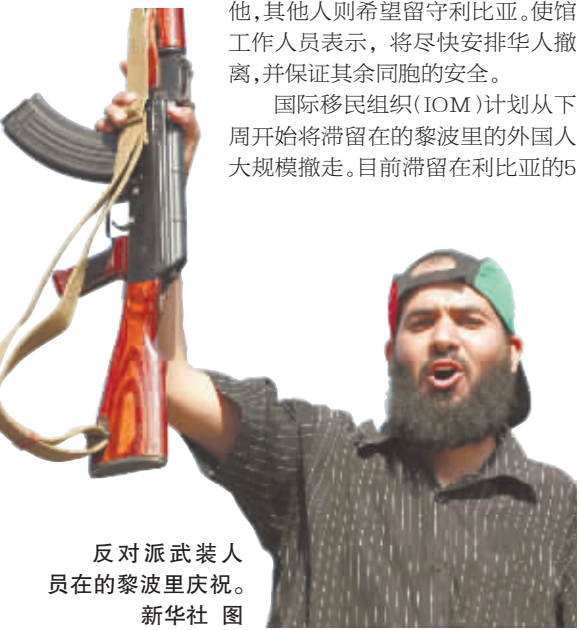 他,其他人则希望留守利比亚。使馆
工作人员表示，将尽快安排华人撤
离,并保证其余同胞的安全。
国际移民组织(IOM)计划从下
周开始将滞留在的黎波里的外国人
大规模撤走。目前滞留在利比亚的5
反对派武装人
员在的黎波里庆祝。
新华社 图